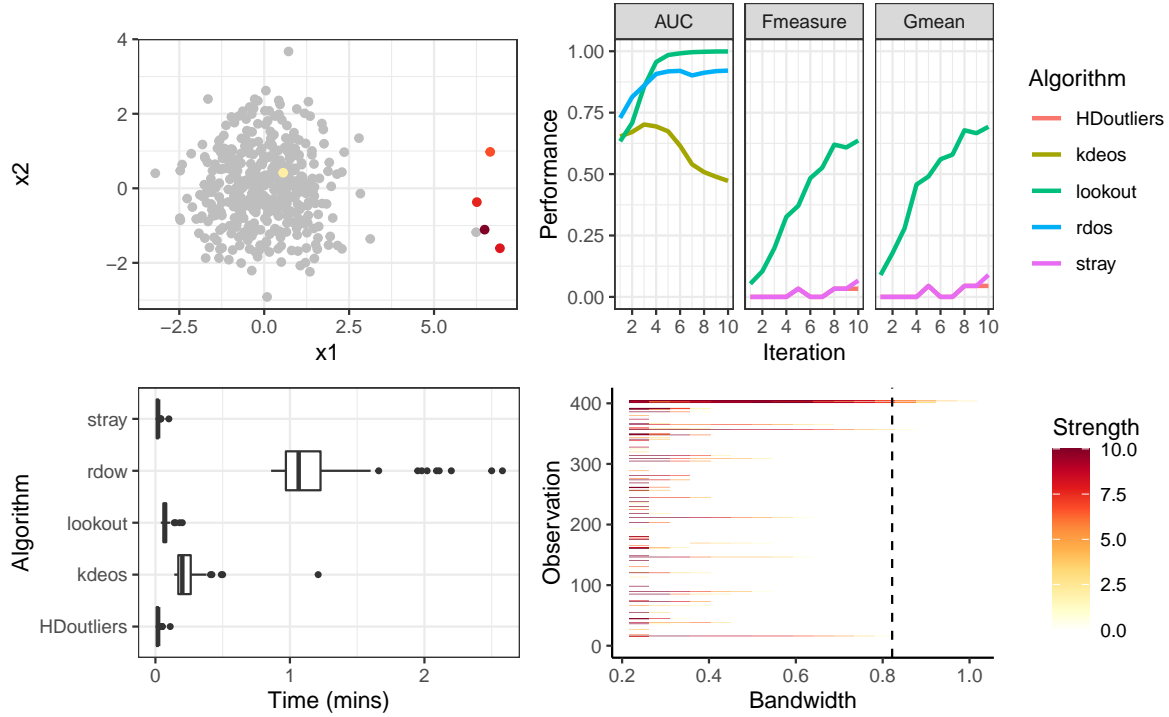 4
2
0
−2
x2
−2.5
0.0
2.5
5.0
x1
AUC
Fmeasure
Gmean
1.00
0.75
0.50
0.25
0.00
Performance
2 4 6 8 10
2 4 6 8 10
2 4 6 8 10
Iteration
Algorithm
HDoutliers
kdeos
lookout
rdos
stray
stray
rdow
lookout
kdeos
HDoutliers
Algorithm
0
1
2
Time (mins)
400
300
200
100
0
Observation
0.2
0.4
0.6
0.8
1.0
Bandwidth
Strength
10.0
7.5
5.0
2.5
0.0